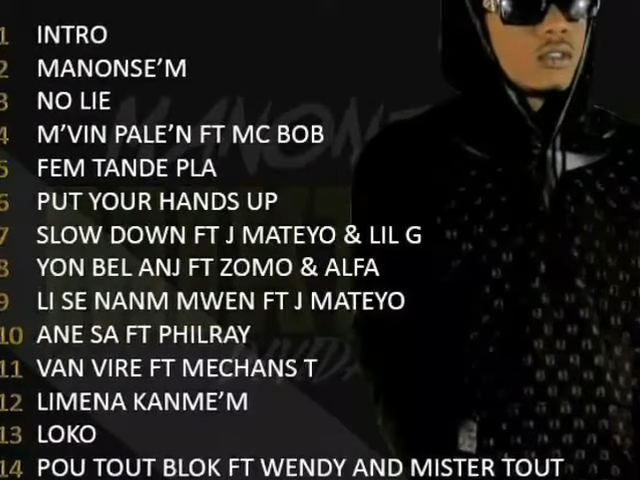 1 INTRO
2 MANONSE'M
3 NO LIE
4 M'VIN PALE'N FT MC BOB
5 FEM TANDE PLA
6 PUT YOUR HANDS UP
7 SLOW DOWN FT J MATEYO & LIL G
8 YON BEL ANJ FT ZOMO & ALFA
9 LI SE NANM MWEN FT J MATEYO
10 ANE SA FT PHILRAY
11 VAN VIRE FT MECHANS T
12 LIMENA KANME'M
13 LOKO
14 POU TOUT BLOK FT WENDY AND MISTER TOUT